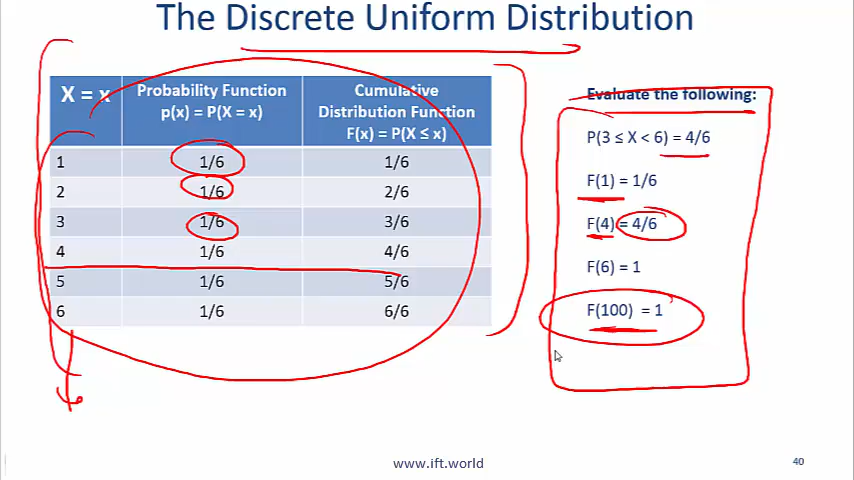 The Discrete Uniform Distribution
X = x Probability Function p(x) = P(X = x) Cumulative Distribution Function F(x) = P(X ≤ x)
1 1/6 1/6
2 1/6 2/6
3 1/6 3/6
4 1/6 4/6
5 1/6 5/6
6 1/6 6/6
Evaluate the following:
P(3 ≤ X < 6) = 4/6
F(1) = 1/6
F(4) = 4/6
F(6) = 1
F(100) = 1
www.ift.world
40